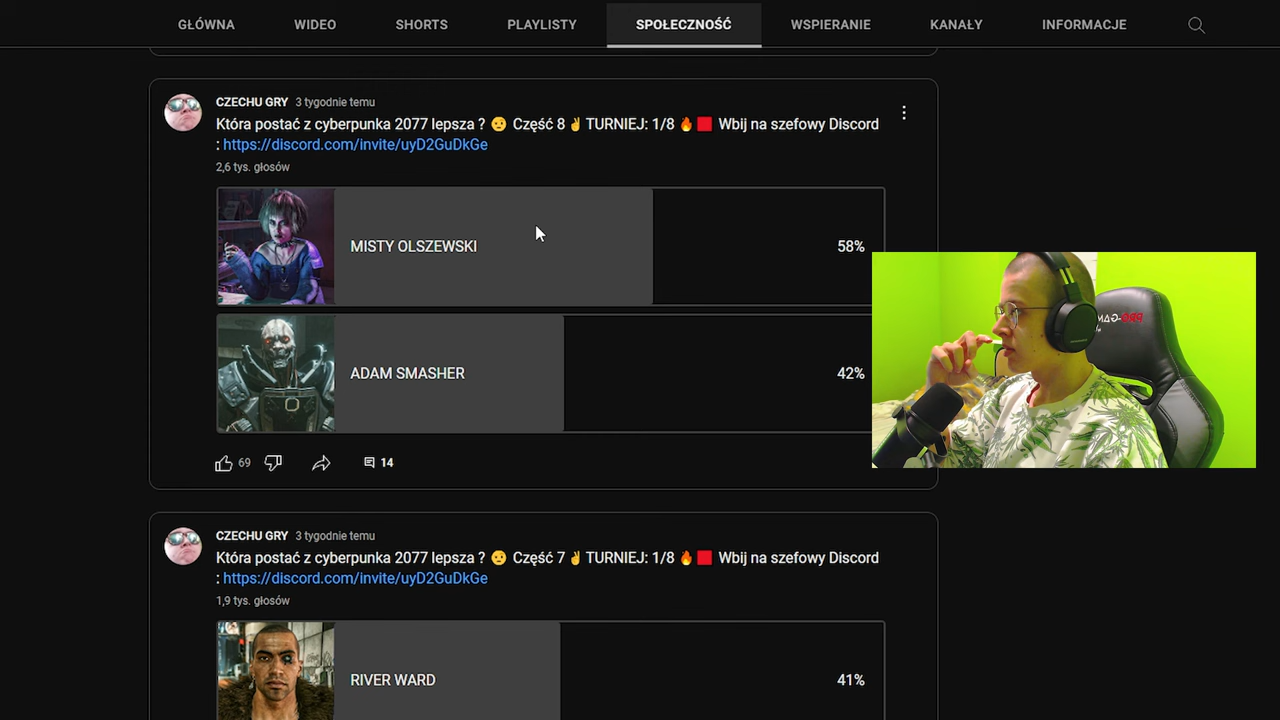 GŁÓWNA WIDEO SHORTS PLAYLISTY SPOŁECZNOŚĆ WSPIERANIE KANAŁY INFORMACJE
CZECHU GRY 3 tygodnie temu
Która postać z cyberpunka 2077 lepsza ? 😟 Część 8 ✌ TURNIEJ: 1/8 🔥🟥 Wbij na szefowy Discord
: https://discord.com/invite/uyD2GuDkGe
2,6 tys. głosów
MISTY OLSZEWSKI 58%
ADAM SMASHER 42%
69 14
CZECHU GRY 3 tygodnie temu
Która postać z cyberpunka 2077 lepsza ? 😟 Część 7 ✌ TURNIEJ: 1/8 🔥🟥 Wbij na szefowy Discord
: https://discord.com/invite/uyD2GuDkGe
1,9 tys. głosów
RIVER WARD 41%